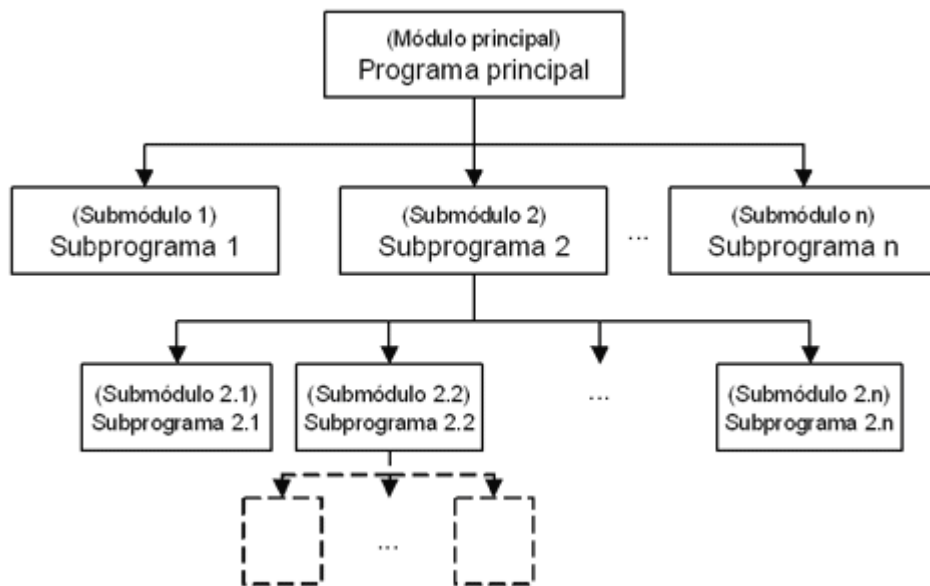 (Módulo principal)
Programa principal
(Submódulo 1)
Subprograma 1
(Submódulo 2)
Subprograma 2
...
(Submódulo n)
Subprograma n
(Submódulo 2.1)
Subprograma 2.1
(Submódulo 2.2)
Subprograma 2.2
...
(Submódulo 2.n)
Subprograma 2.n
...